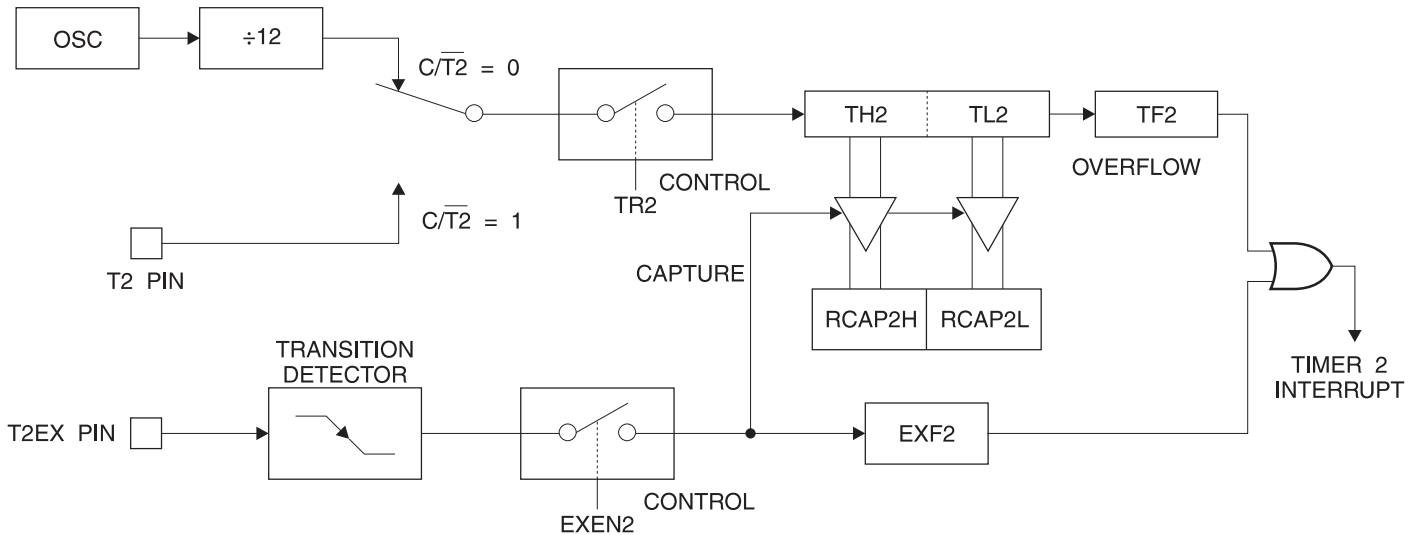 OSC
÷12
C/T2̅ = 0
TH2
TL2
TF2
OVERFLOW
CONTROL
TR2
C/T2̅ = 1
T2 PIN
CAPTURE
RCAP2H
RCAP2L
TRANSITION
DETECTOR
TIMER 2
INTERRUPT
T2EX PIN
EXF2
CONTROL
EXEN2